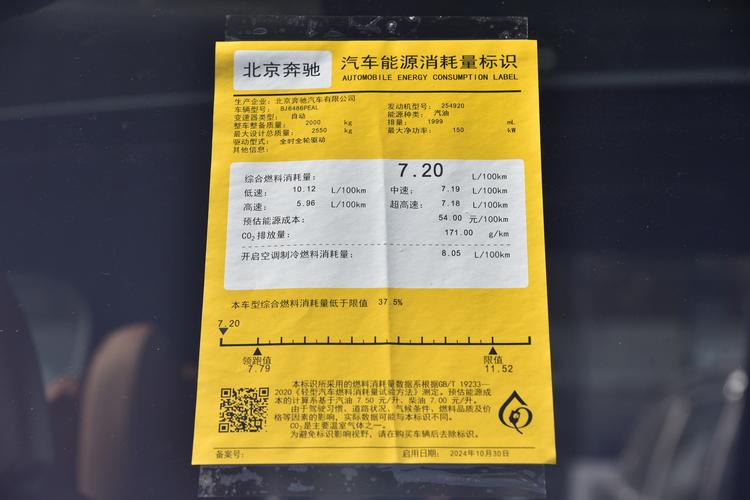 北京奔驰 汽车能源消耗量标识
AUTOMOBILE ENERGY CONSUMPTION LABEL
生产企业：北京奔驰汽车有限公司
车辆型号： BJ6486PEAL 发动机型号： 254920
变速器类型： 自动 能源种类： 汽油
整车整备质量： 2000 kg 排量： 1999 mL
最大设计总质量： 2550 kg 最大净功率： 150 kW
驱动型式： 全时全轮驱动
其他信息：
综合燃料消耗量： 7.20 L/100km
低速： 10.12 L/100km 中速： 7.19 L/100km
高速： 5.96 L/100km 超高速： 7.18 L/100km
预估能源成本： 54.00 元/100km
CO₂排放量： 171.00 g/km
开启空调制冷燃料消耗量： 8.05 L/100km
本车型综合燃料消耗量低于限值 37.5%
7.20
领跑值 限值
7.79 11.52
本标识所采用的燃料消耗量数据系根据GB/T 19233—
2020《轻型汽车燃料消耗量试验方法》测定。预估能源成
本的计算系基于汽油 7.50 元/升、柴油 7.00 元/升。
由于驾驶习惯、道路状况、气候条件、燃料品质及价
格等因素的影响，实际数据可能与本标识不同。
CO₂是主要温室气体之一。
为避免标识影响视野，请在购买车辆后去除标识。
备案号： 启用日期： 2024年10月30日